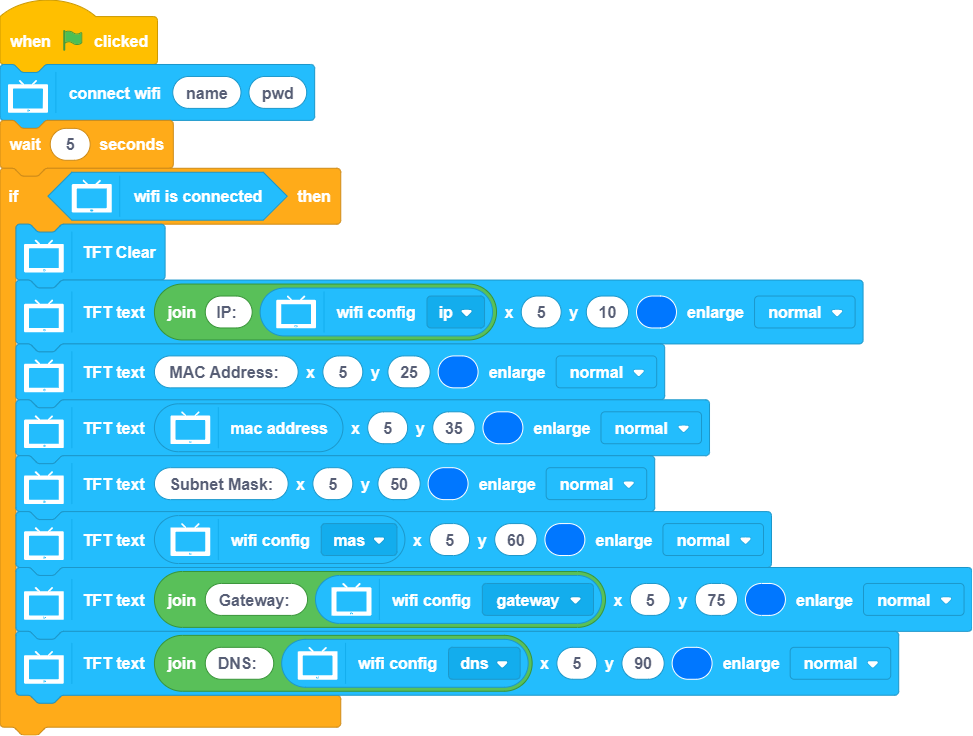 when clicked
connect wifi name pwd
wait 5 seconds
if wifi is connected then
TFT Clear
TFT text join IP: wifi config ip x 5 y 10 enlarge normal
TFT text MAC Address: x 5 y 25 enlarge normal
TFT text mac address x 5 y 35 enlarge normal
TFT text Subnet Mask: x 5 y 50 enlarge normal
TFT text wifi config mas x 5 y 60 enlarge normal
TFT text join Gateway: wifi config gateway x 5 y 75 enlarge normal
TFT text join DNS: wifi config dns x 5 y 90 enlarge normal